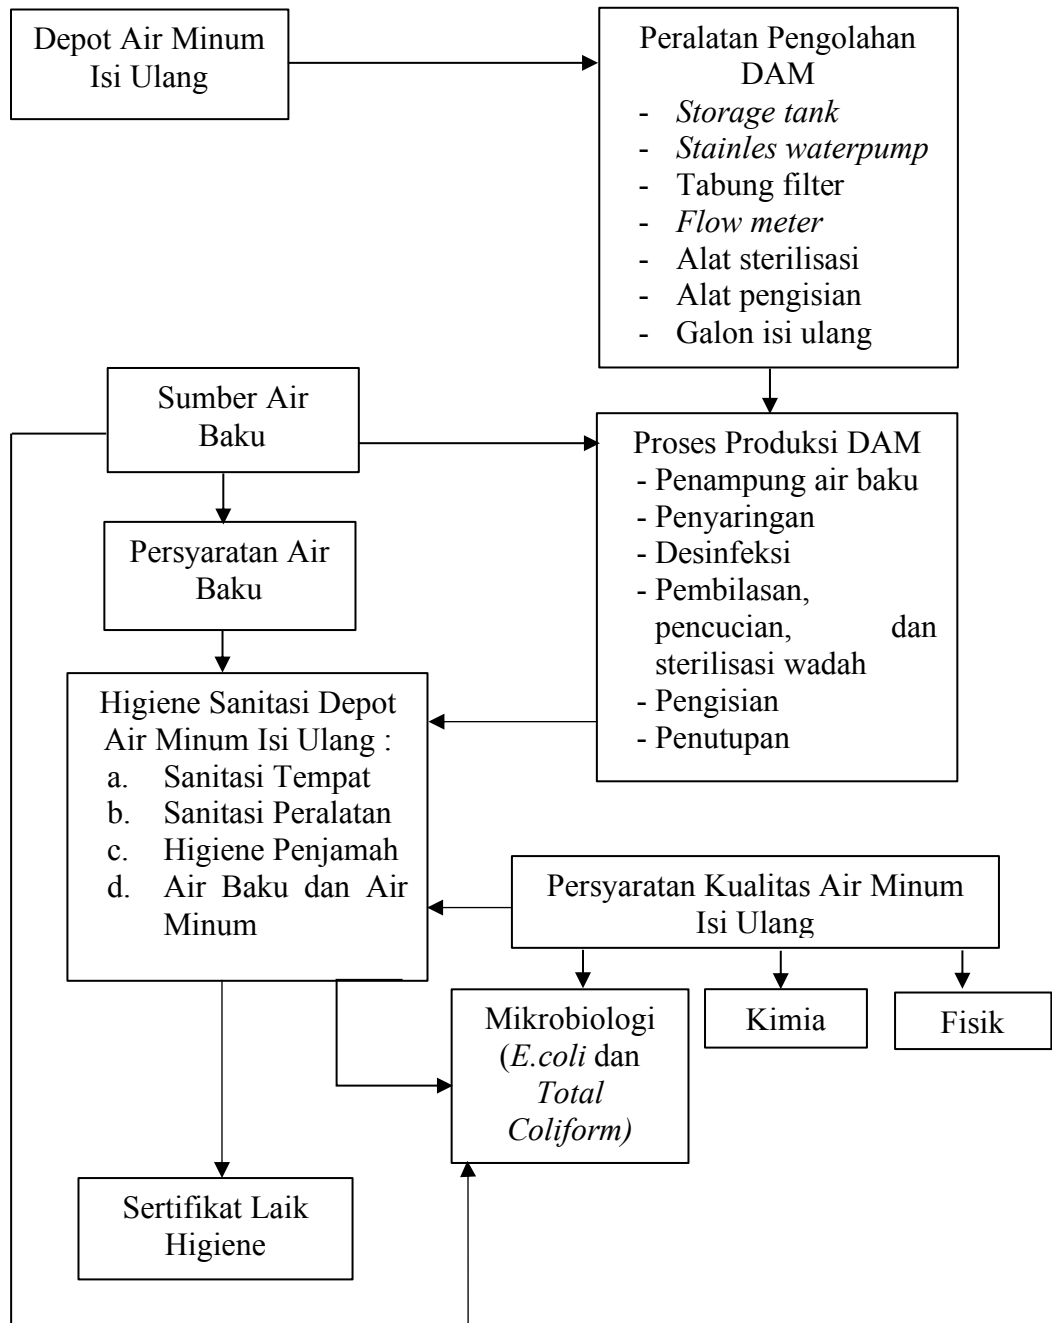 Depot Air Minum
Isi Ulang
Peralatan Pengolahan
DAM
- Storage tank
- Stainles waterpump
- Tabung filter
- Flow meter
- Alat sterilisasi
- Alat pengisian
- Galon isi ulang
Sumber Air
Baku
Proses Produksi DAM
- Penampung air baku
- Penyaringan
- Desinfeksi
- Pembilasan,
pencucian, dan
sterilisasi wadah
- Pengisian
- Penutupan
Persyaratan Air
Baku
Higiene Sanitasi Depot
Air Minum Isi Ulang :
a. Sanitasi Tempat
b. Sanitasi Peralatan
c. Higiene Penjamah
d. Air Baku dan Air
Minum
Persyaratan Kualitas Air Minum
Isi Ulang
Mikrobiologi
(E.coli dan
Total
Coliform)
Kimia
Fisik
Sertifikat Laik
Higiene